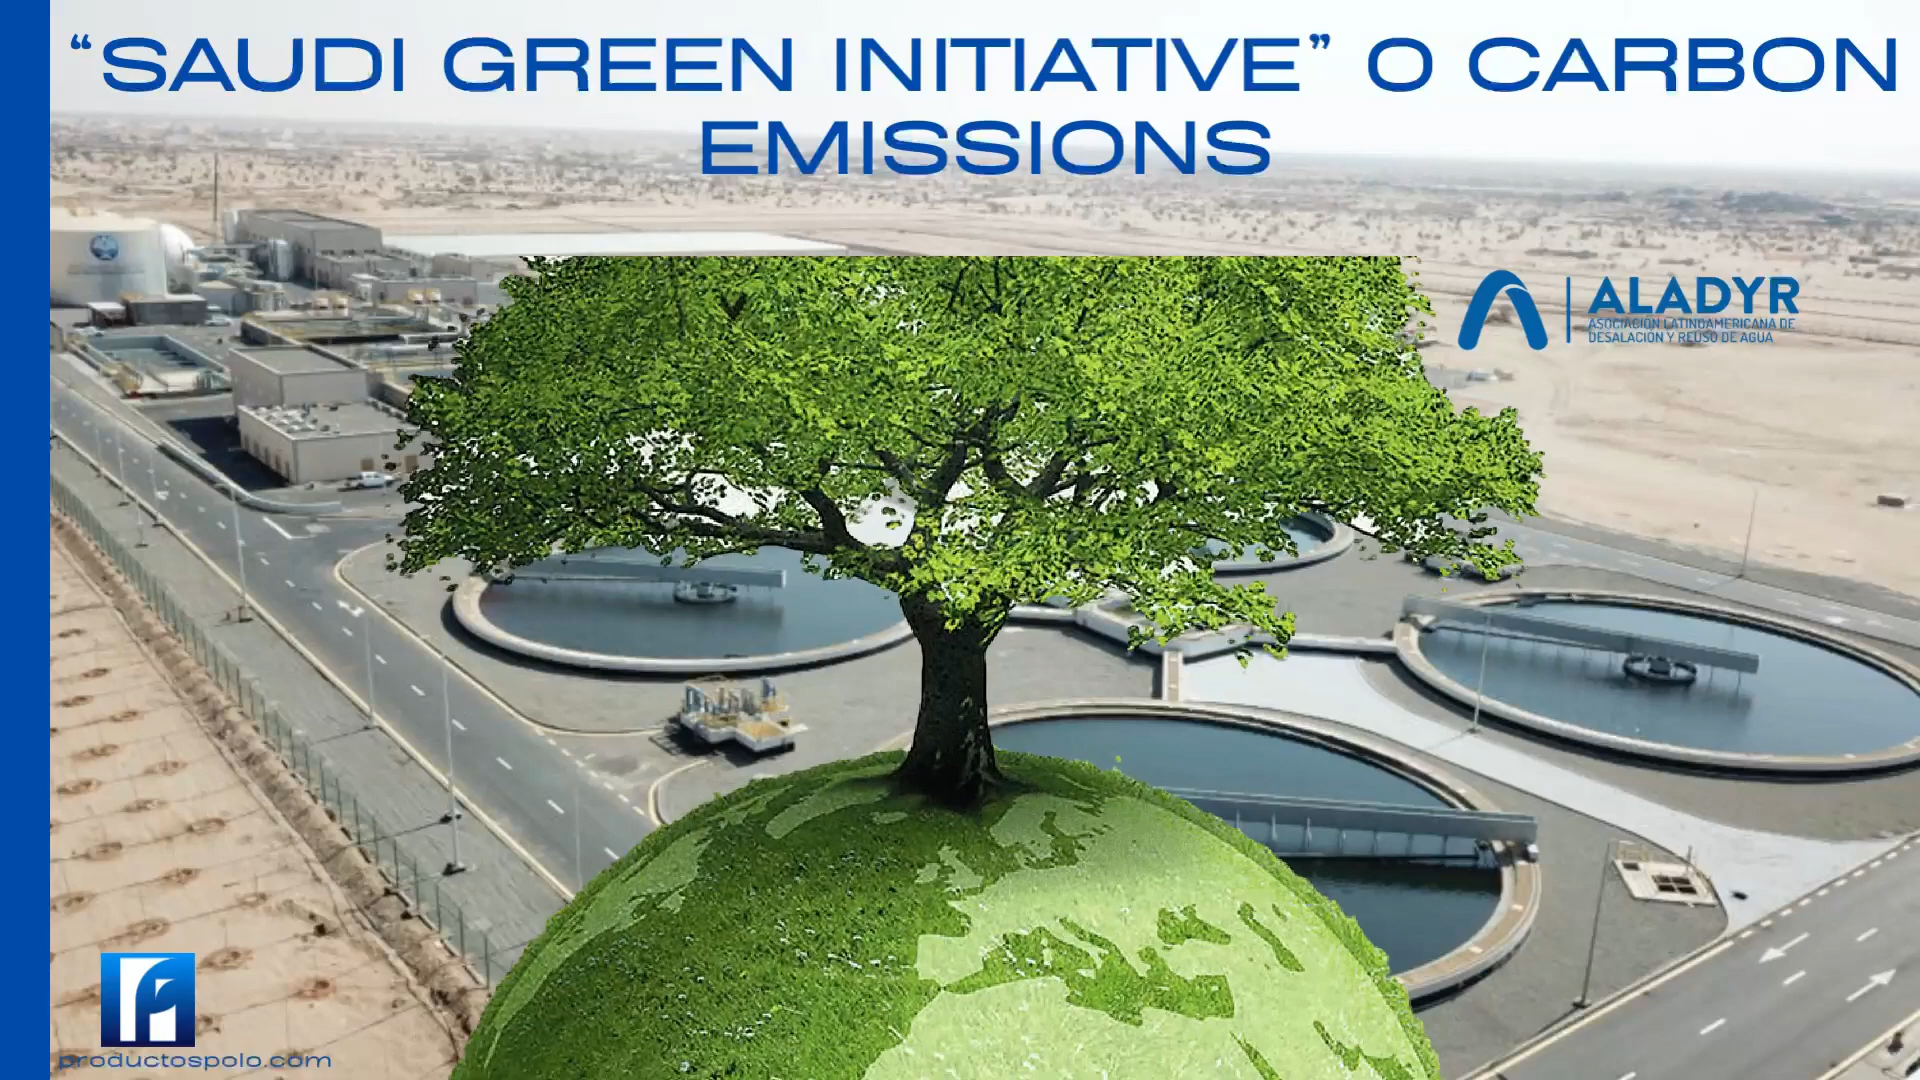 “SAUDI GREEN INITIATIVE” O CARBON
EMISSIONS
ALADYR
ASOCIACIÓN LATINOAMERICANA DE
DESALACIÓN Y REÚSO DE AGUA
productospolo.com